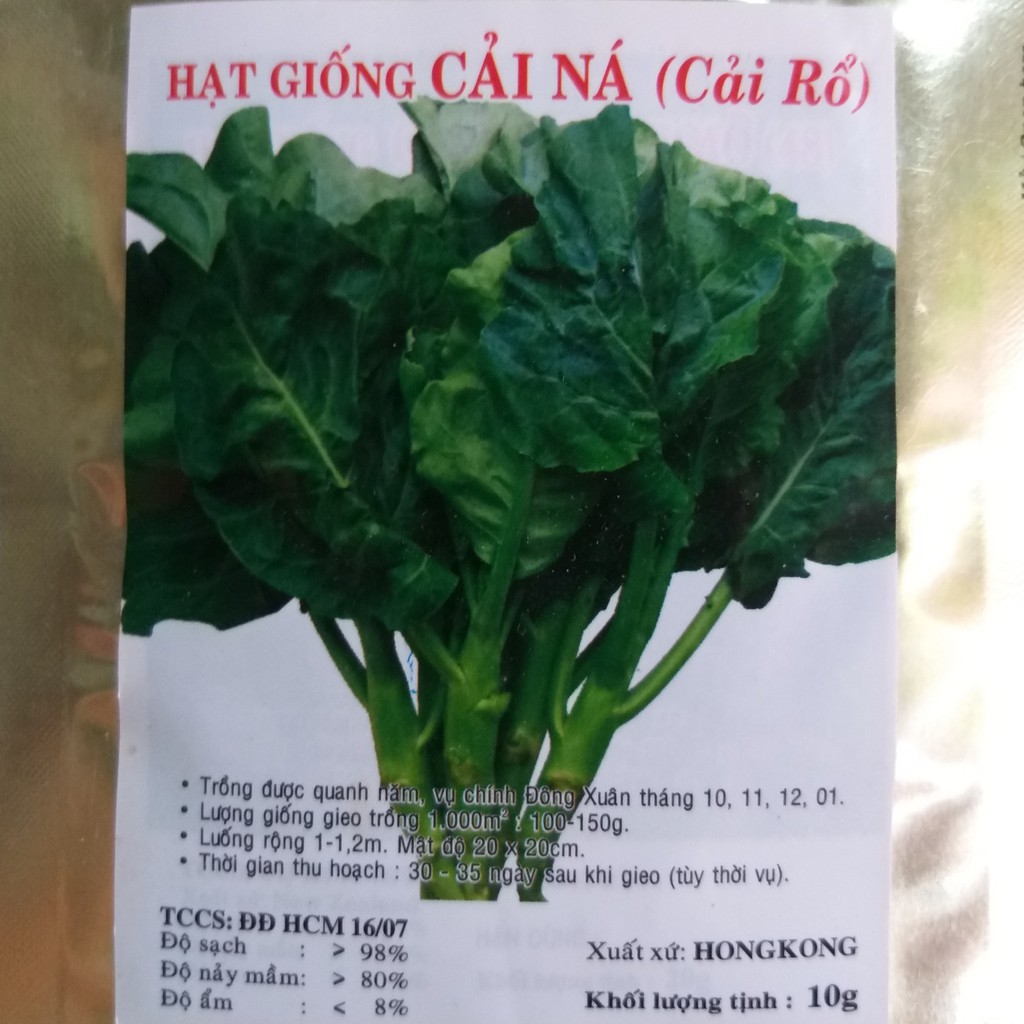 HẠT GIỐNG CẢI NÁ (Cải Rổ)
• Trồng được quanh năm, vụ chính Đông Xuân tháng 10, 11, 12, 01.
• Lượng giống gieo trồng 1.000m² : 100-150g.
• Luống rộng 1-1,2m. Mật độ 20 x 20cm.
• Thời gian thu hoạch : 30 - 35 ngày sau khi gieo (tùy thời vụ).
TCCS: ĐĐ HCM 16/07
Độ sạch : > 98%
Độ nảy mầm: > 80%
Độ ẩm : < 8%
Xuất xứ: HONGKONG
Khối lượng tịnh : 10g